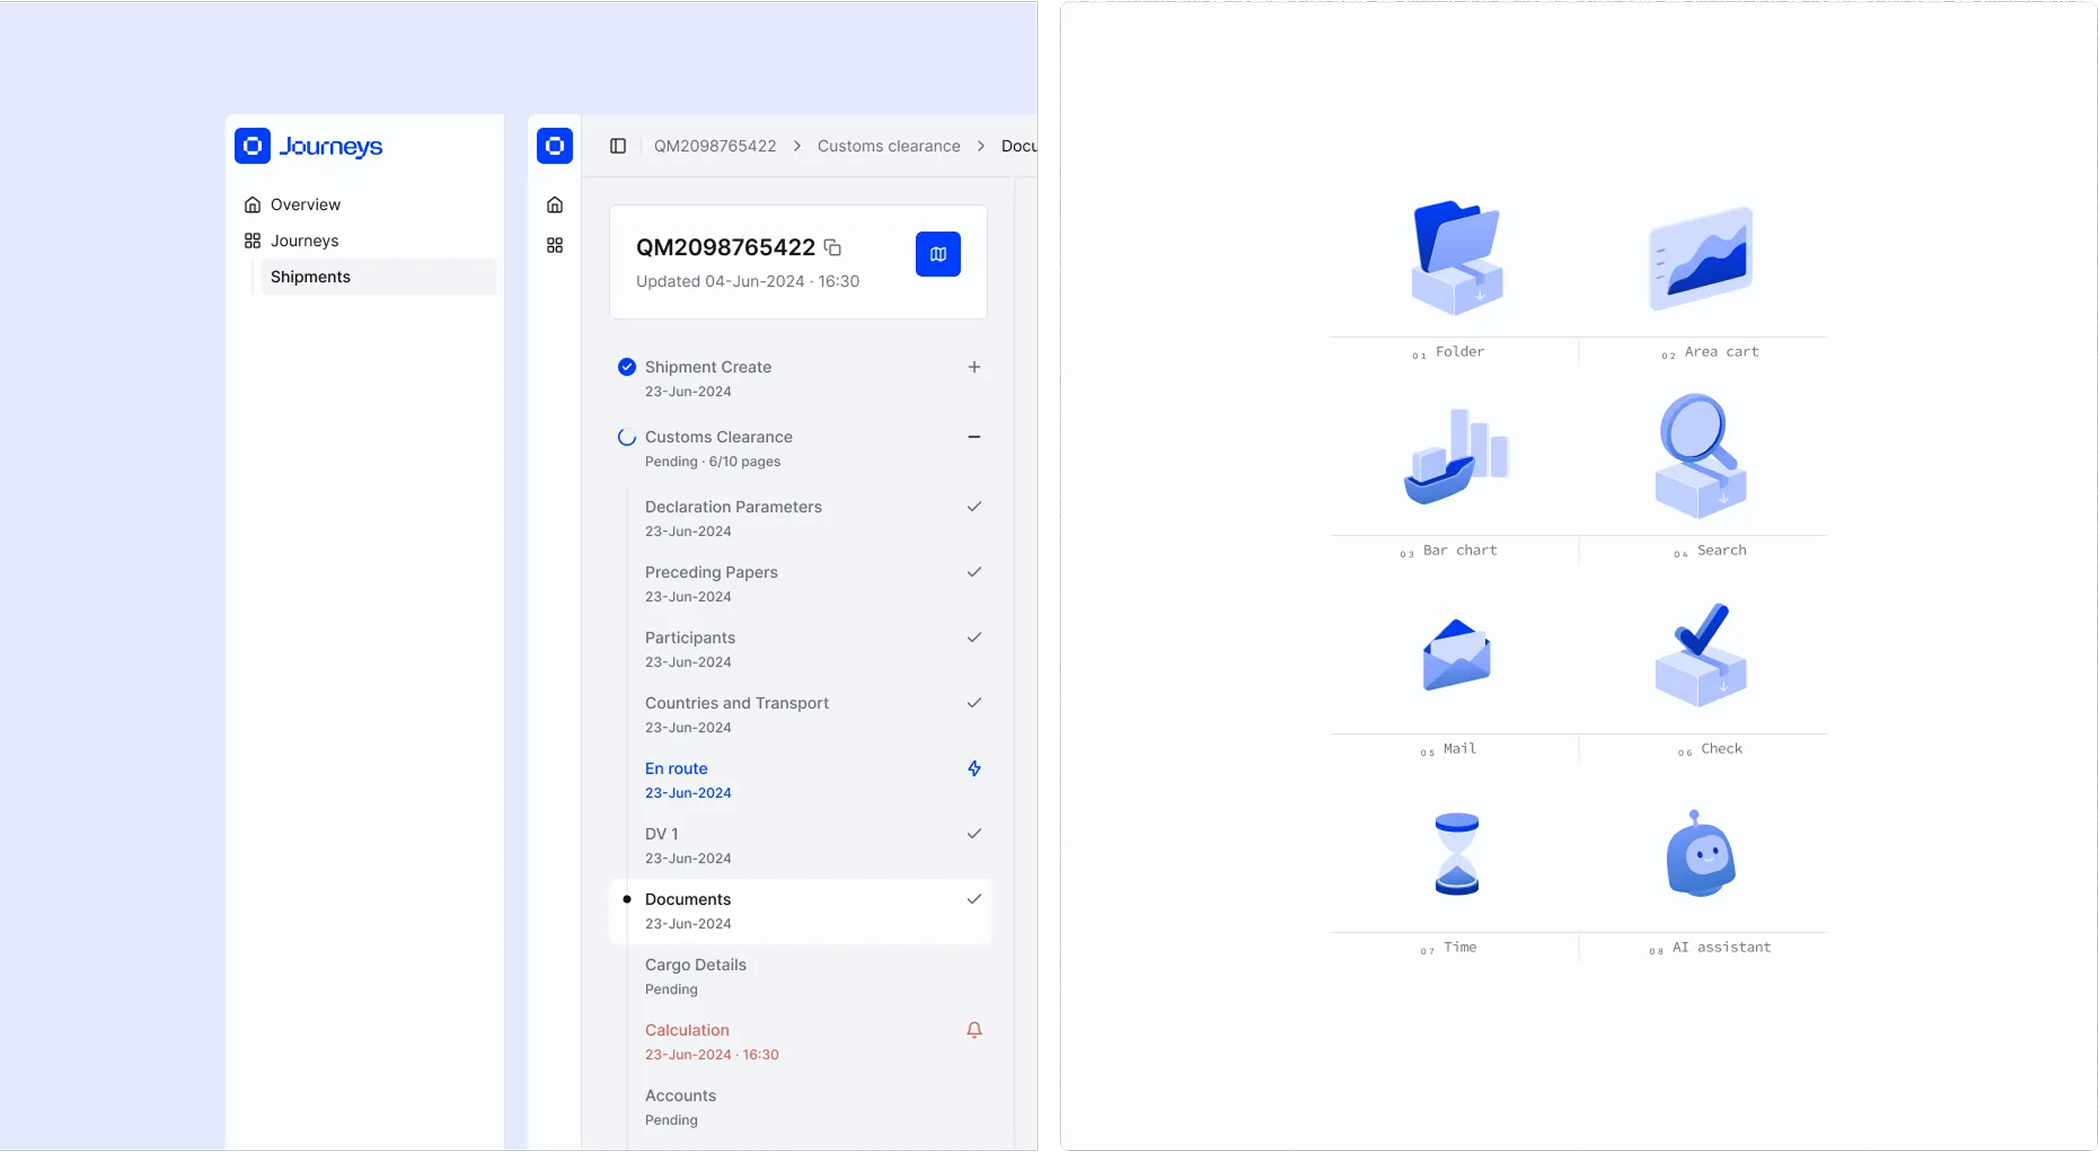 Journeys
Overview
Journeys
Shipments
QM2098765422 > Customs clearance > Docu
QM2098765422
Updated 04-Jun-2024 · 16:30
Shipment Create
23-Jun-2024
Customs Clearance
Pending · 6/10 pages
Declaration Parameters
23-Jun-2024
Preceding Papers
23-Jun-2024
Participants
23-Jun-2024
Countries and Transport
23-Jun-2024
En route
23-Jun-2024
DV 1
23-Jun-2024
Documents
23-Jun-2024
Cargo Details
Pending
Calculation
23-Jun-2024 · 16:30
Accounts
Pending
01 Folder
02 Area cart
03 Bar chart
04 Search
05 Mail
06 Check
07 Time
08 AI assistant